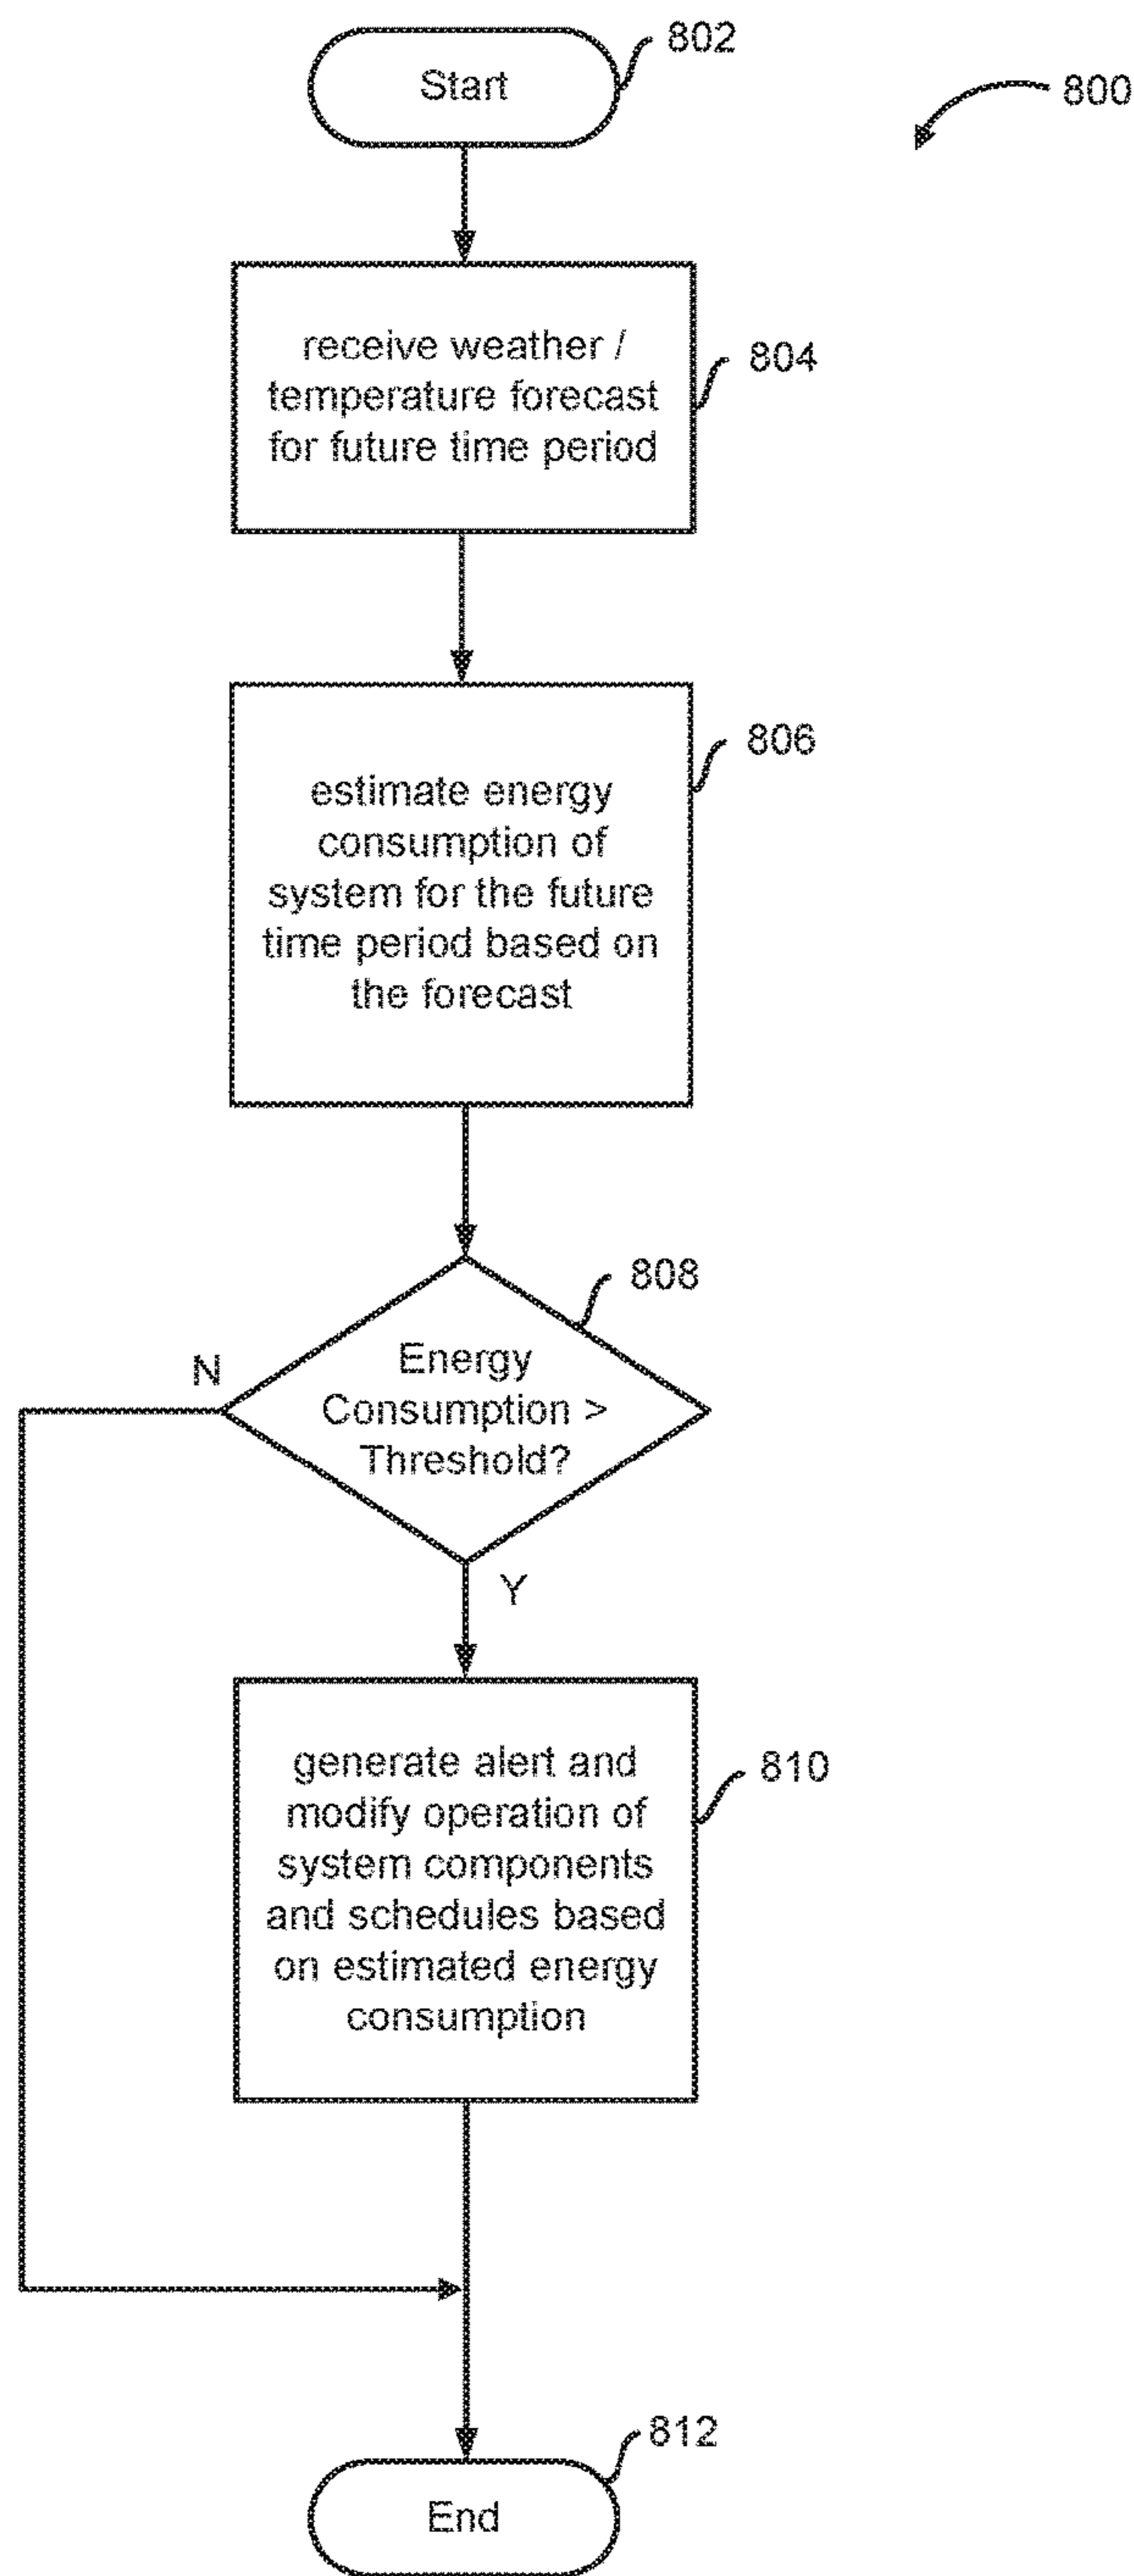 Start
802
800
receive weather /
temperature forecast
for future time period
804
estimate energy
consumption of
system for the future
time period based on
the forecast
806
Energy
Consumption >
Threshold?
808
N
Y
generate alert and
modify operation of
system components
and schedules based
on estimated energy
consumption
810
End
812